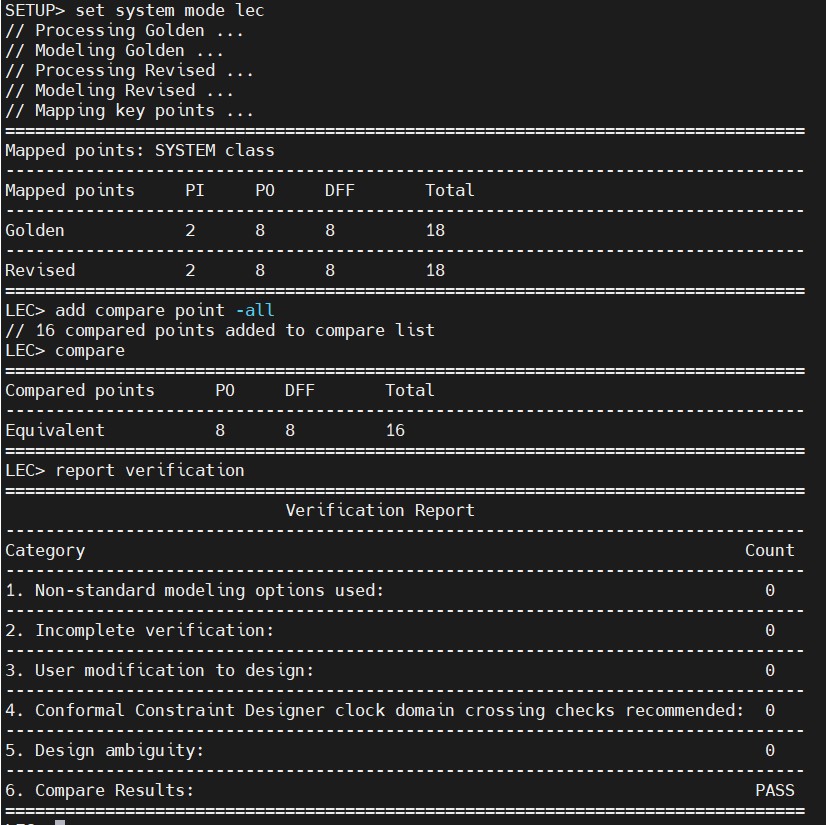 SETUP> set system mode lec
// Processing Golden ...
// Modeling Golden ...
// Processing Revised ...
// Modeling Revised ...
// Mapping key points ...
================================================================================
Mapped points: SYSTEM class
--------------------------------------------------------------------------------
Mapped points     PI     PO     DFF       Total
--------------------------------------------------------------------------------
Golden            2      8      8         18
--------------------------------------------------------------------------------
Revised           2      8      8         18
================================================================================
LEC> add compare point -all
// 16 compared points added to compare list
LEC> compare
================================================================================
Compared points      PO     DFF       Total
--------------------------------------------------------------------------------
Equivalent           8      8         16
================================================================================
LEC> report verification
================================================================================
                            Verification Report
--------------------------------------------------------------------------------
Category                                                                  Count
--------------------------------------------------------------------------------
1. Non-standard modeling options used:                                      0
--------------------------------------------------------------------------------
2. Incomplete verification:                                                 0
--------------------------------------------------------------------------------
3. User modification to design:                                             0
--------------------------------------------------------------------------------
4. Conformal Constraint Designer clock domain crossing checks recommended:  0
--------------------------------------------------------------------------------
5. Design ambiguity:                                                        0
--------------------------------------------------------------------------------
6. Compare Results:                                                        PASS
================================================================================